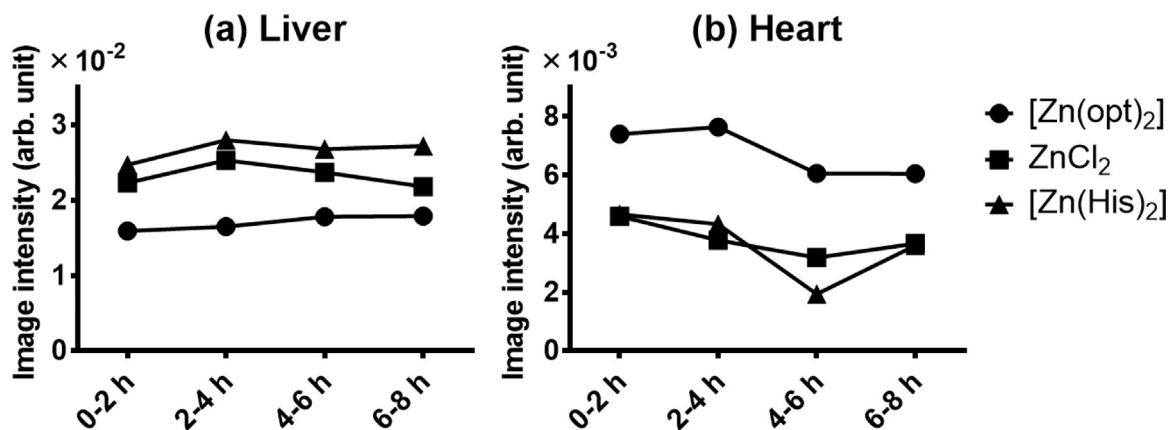 (a) Liver
× 10⁻²
Image intensity (arb. unit)
3
2
1
0
0-2 h
2-4 h
4-6 h
6-8 h
(b) Heart
× 10⁻³
Image intensity (arb. unit)
8
6
4
2
0
0-2 h
2-4 h
4-6 h
6-8 h
[Zn(opt)₂]
ZnCl₂
[Zn(His)₂]